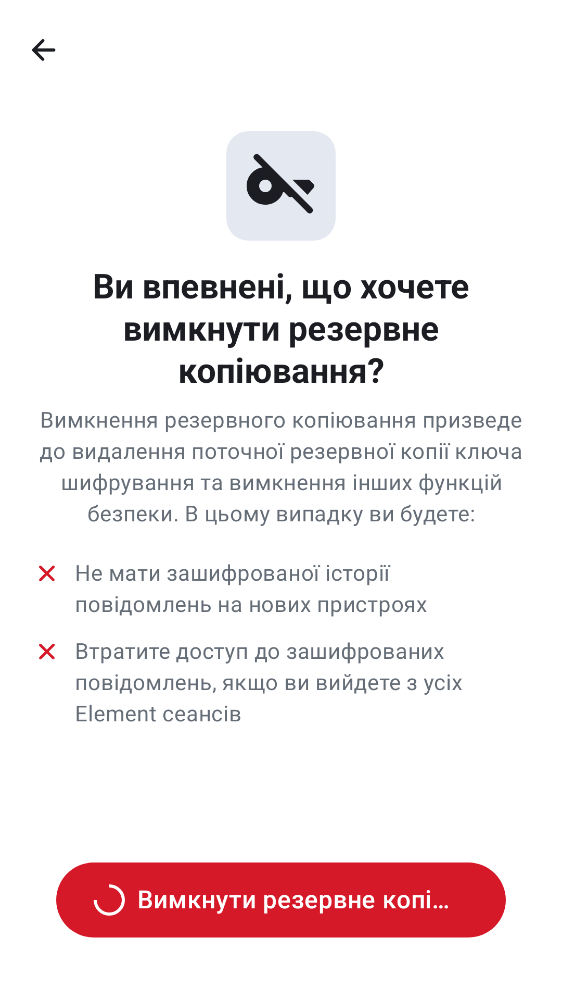 Ви впевнені, що хочете
вимкнути резервне
копіювання?
Вимкнення резервного копіювання призведе
до видалення поточної резервної копії ключа
шифрування та вимкнення інших функцій
безпеки. В цьому випадку ви будете:
Не мати зашифрованої історії
повідомлень на нових пристроях
Втратите доступ до зашифрованих
повідомлень, якщо ви вийдете з усіх
Element сеансів
Вимкнути резервне копі…